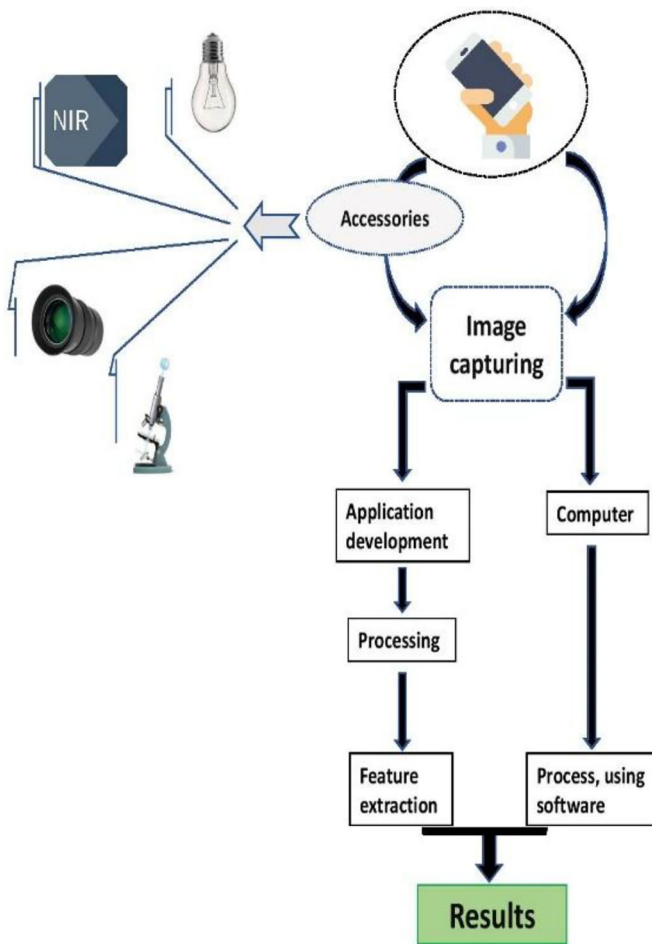 NIR
Accessories
Image
capturing
Application
development
Computer
Processing
Feature
extraction
Process, using
software
Results